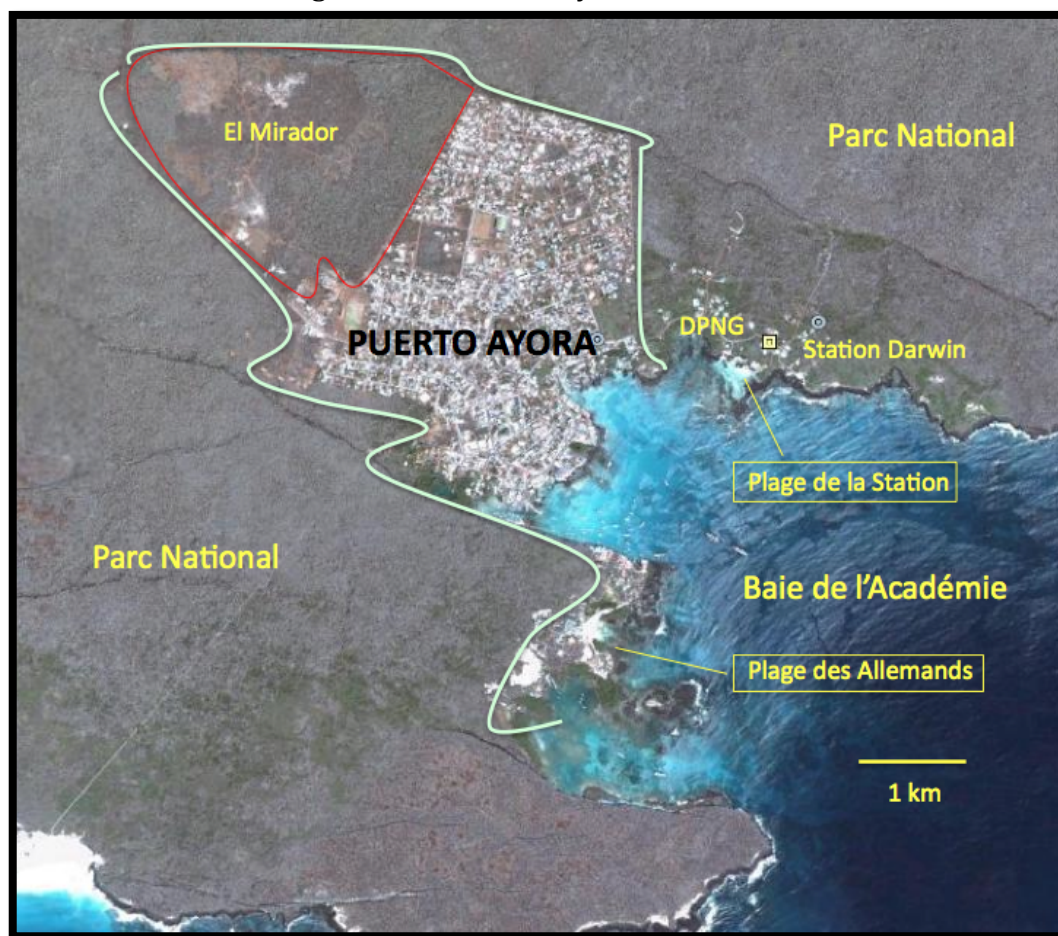 El Mirador
Parc National
PUERTO AYORA
DPNG
Station Darwin
Plage de la Station
Parc National
Baie de l'Académie
Plage des Allemands
1 km